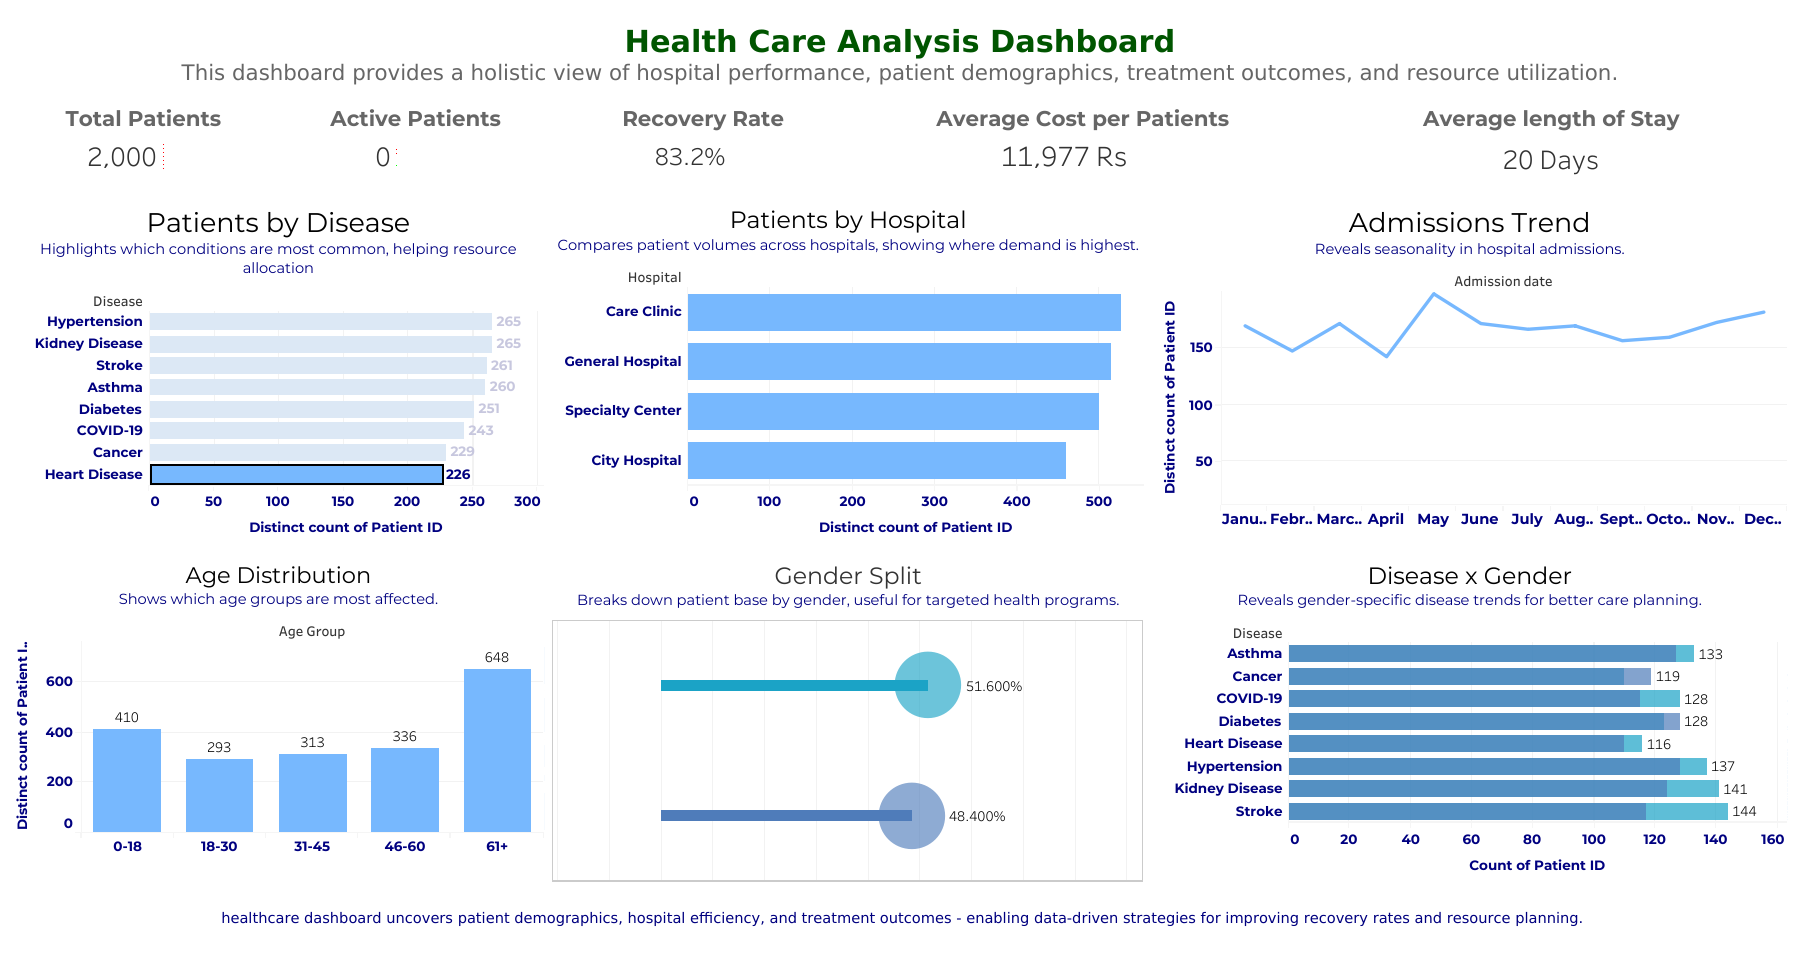 Health Care Analysis Dashboard
This dashboard provides a holistic view of hospital performance, patient demographics, treatment outcomes, and resource utilization.
Total Patients
2,000
Active Patients
0
Recovery Rate
83.2%
Average Cost per Patients
11,977 Rs
Average length of Stay
20 Days
Patients by Disease
Highlights which conditions are most common, helping resource
allocation
Disease
Hypertension 265
Kidney Disease 265
Stroke 261
Asthma 260
Diabetes 251
COVID-19 243
Cancer 229
Heart Disease 226
0 50 100 150 200 250 300
Distinct count of Patient ID
Patients by Hospital
Compares patient volumes across hospitals, showing where demand is highest.
Hospital
Care Clinic
General Hospital
Specialty Center
City Hospital
0 100 200 300 400 500
Distinct count of Patient ID
Admissions Trend
Reveals seasonality in hospital admissions.
Admission date
Distinct count of Patient ID
150
100
50
Janu.. Febr.. Marc.. April May June July Aug.. Sept.. Octo.. Nov.. Dec..
Age Distribution
Shows which age groups are most affected.
Age Group
Distinct count of Patient I..
600
400
200
0
410
293
313
336
648
0-18 18-30 31-45 46-60 61+
Gender Split
Breaks down patient base by gender, useful for targeted health programs.
51.600%
48.400%
Disease x Gender
Reveals gender-specific disease trends for better care planning.
Disease
Asthma 133
Cancer 119
COVID-19 128
Diabetes 128
Heart Disease 116
Hypertension 137
Kidney Disease 141
Stroke 144
0 20 40 60 80 100 120 140 160
Count of Patient ID
healthcare dashboard uncovers patient demographics, hospital efficiency, and treatment outcomes - enabling data-driven strategies for improving recovery rates and resource planning.